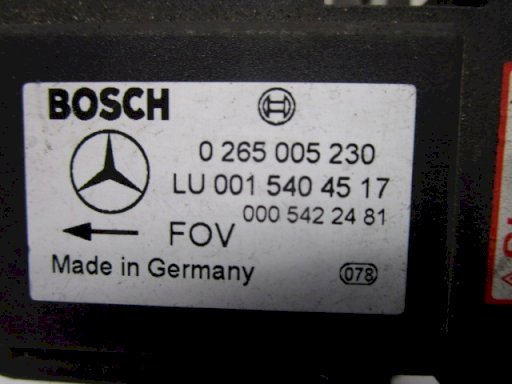 BOSCH
0 265 005 230
LU 001 540 45 17
000 542 24 81
FOV
Made in Germany
078